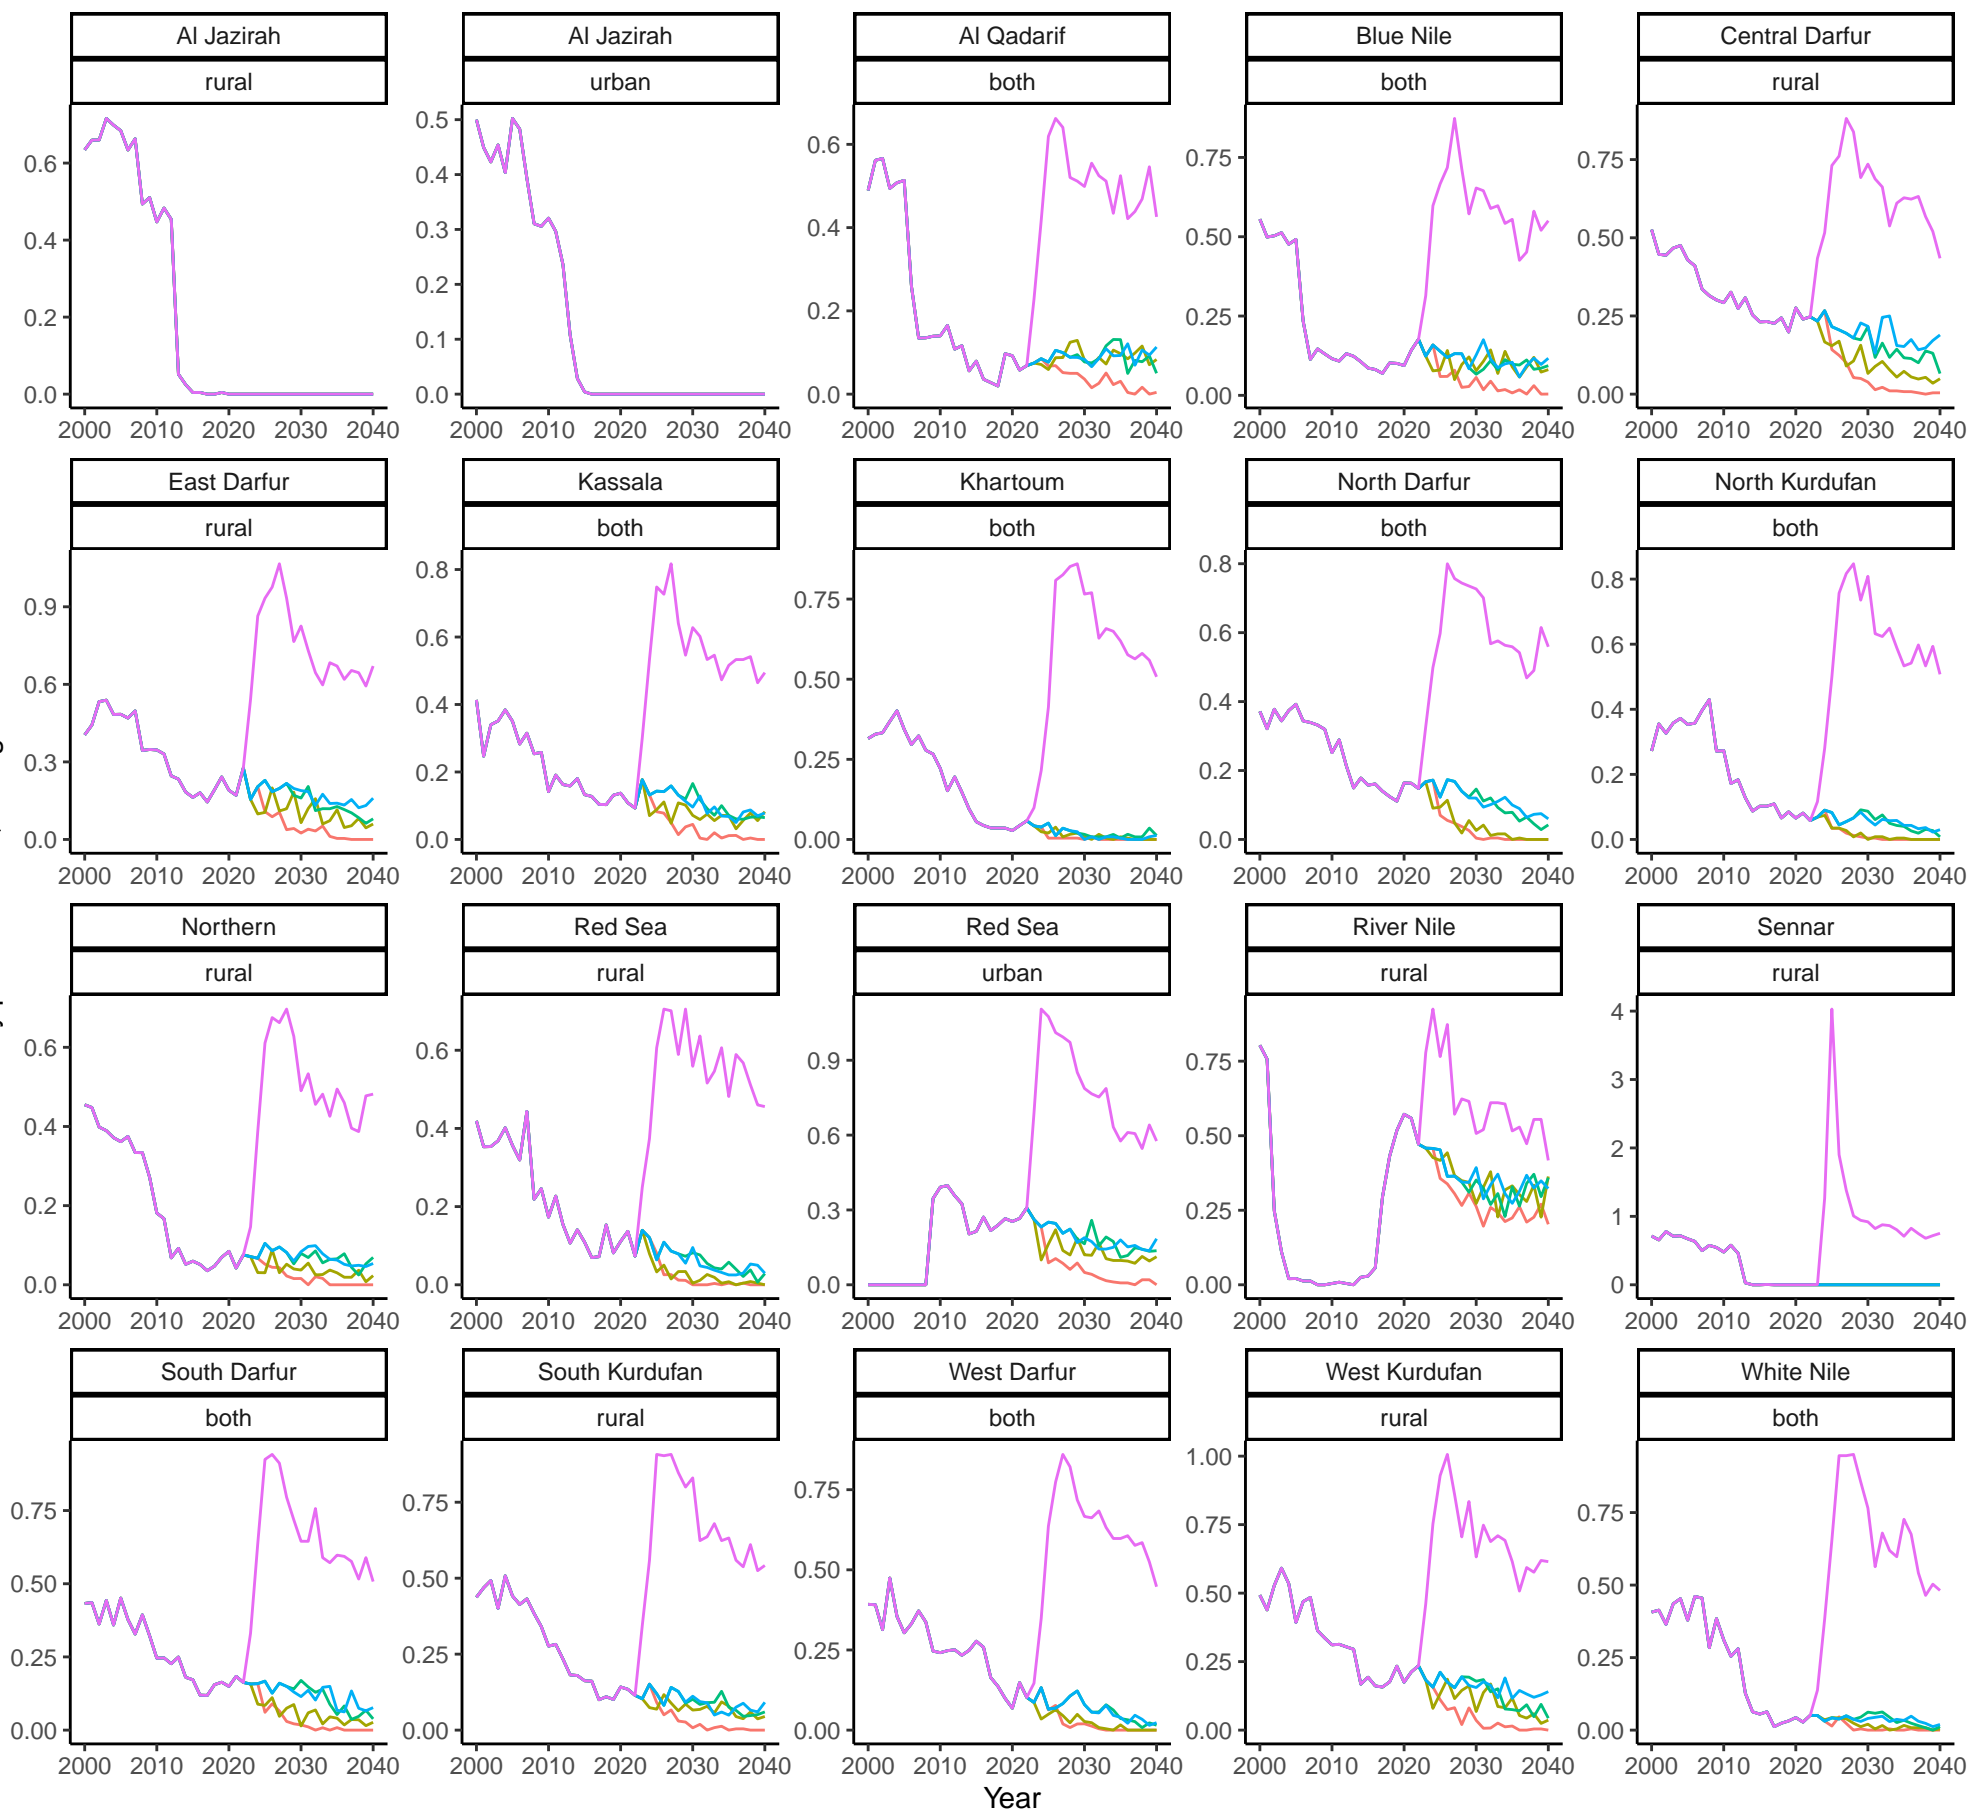 Al Jazirah Al Jazirah Al Qadarif Blue Nile Central Darfur
rural urban both both rural
0.6 0.4 0.2 0.0
0.5 0.4 0.3 0.2 0.1 0.0
0.6 0.4 0.2 0.0
0.75 0.50 0.25 0.00
0.75 0.50 0.25 0.00
2000 2010 2020 2030 2040 2000 2010 2020 2030 2040 2000 2010 2020 2030 2040 2000 2010 2020 2030 2040 2000 2010 2020 2030 2040
East Darfur Kassala Khartoum North Darfur North Kurdufan
rural both both both both
0.9 0.6 0.3 0.0
0.8 0.6 0.4 0.2 0.0
0.75 0.50 0.25 0.00
0.8 0.6 0.4 0.2 0.0
0.8 0.6 0.4 0.2 0.0
2000 2010 2020 2030 2040 2000 2010 2020 2030 2040 2000 2010 2020 2030 2040 2000 2010 2020 2030 2040 2000 2010 2020 2030 2040
Northern Red Sea Red Sea River Nile Sennar
rural rural urban rural rural
0.6 0.4 0.2 0.0
0.6 0.4 0.2 0.0
0.9 0.6 0.3 0.0
0.75 0.50 0.25 0.00
4 3 2 1 0
2000 2010 2020 2030 2040 2000 2010 2020 2030 2040 2000 2010 2020 2030 2040 2000 2010 2020 2030 2040 2000 2010 2020 2030 2040
South Darfur South Kurdufan West Darfur West Kurdufan White Nile
both rural both rural both
0.75 0.50 0.25 0.00
0.75 0.50 0.25 0.00
0.75 0.50 0.25 0.00
1.00 0.75 0.50 0.25 0.00
0.75 0.50 0.25 0.00
2000 2010 2020 2030 2040 2000 2010 2020 2030 2040 2000 2010 2020 2030 2040 2000 2010 2020 2030 2040 2000 2010 2020 2030 2040
Year